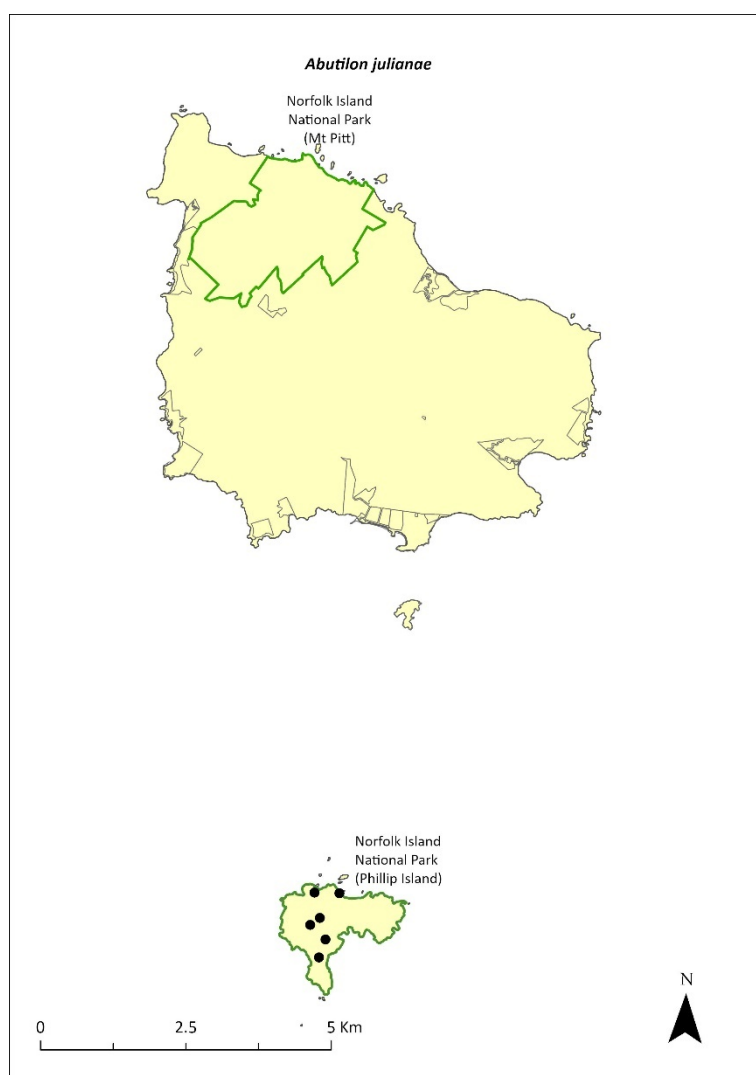 Abutilon julianae
Norfolk Island
National Park
(Mt Pitt)
Norfolk Island
National Park
(Phillip Island)
N
0 2.5 5 Km